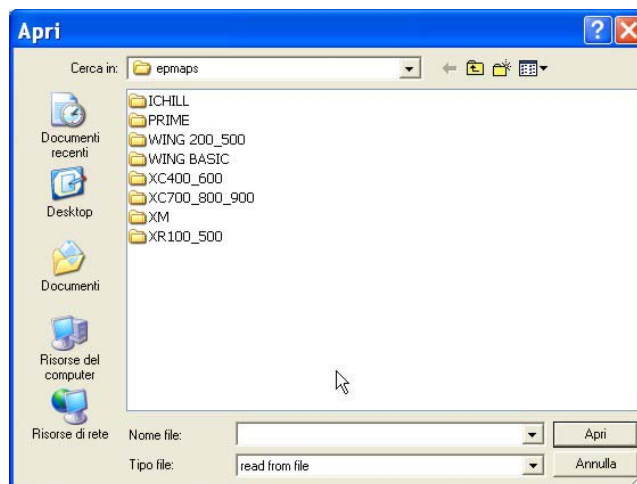 Apri
Cerca in: epmaps
Documenti recenti
Desktop
Documenti
Risorse del computer
Risorse di rete
ICHILL
PRIME
WING 200_500
WING BASIC
XC400_600
XC700_800_900
XM
XR100_500
Nome file:
Apri
Tipo file: read from file
Annulla